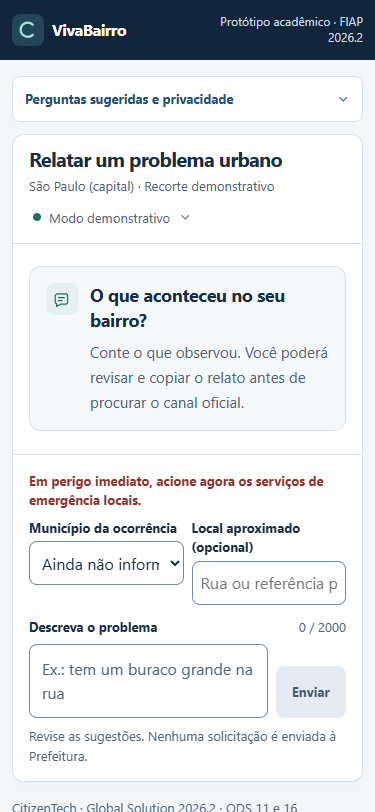 VivaBairro
Protótipo acadêmico · FIAP
2026.2
Perguntas sugeridas e privacidade
Relatar um problema urbano
São Paulo (capital) · Recorte demonstrativo
Modo demonstrativo
O que aconteceu no seu
bairro?
Conte o que observou. Você poderá
revisar e copiar o relato antes de
procurar o canal oficial.
Em perigo imediato, acione agora os serviços de
emergência locais.
Município da ocorrência
Ainda não inforn
Local aproximado
(opcional)
Rua ou referência p
Descreva o problema
0 / 2000
Ex.: tem um buraco grande na
rua
Enviar
Revise as sugestões. Nenhuma solicitação é enviada à
Prefeitura.
CitizenTech · Global Solution 2026.2 · ODS 11 e 16